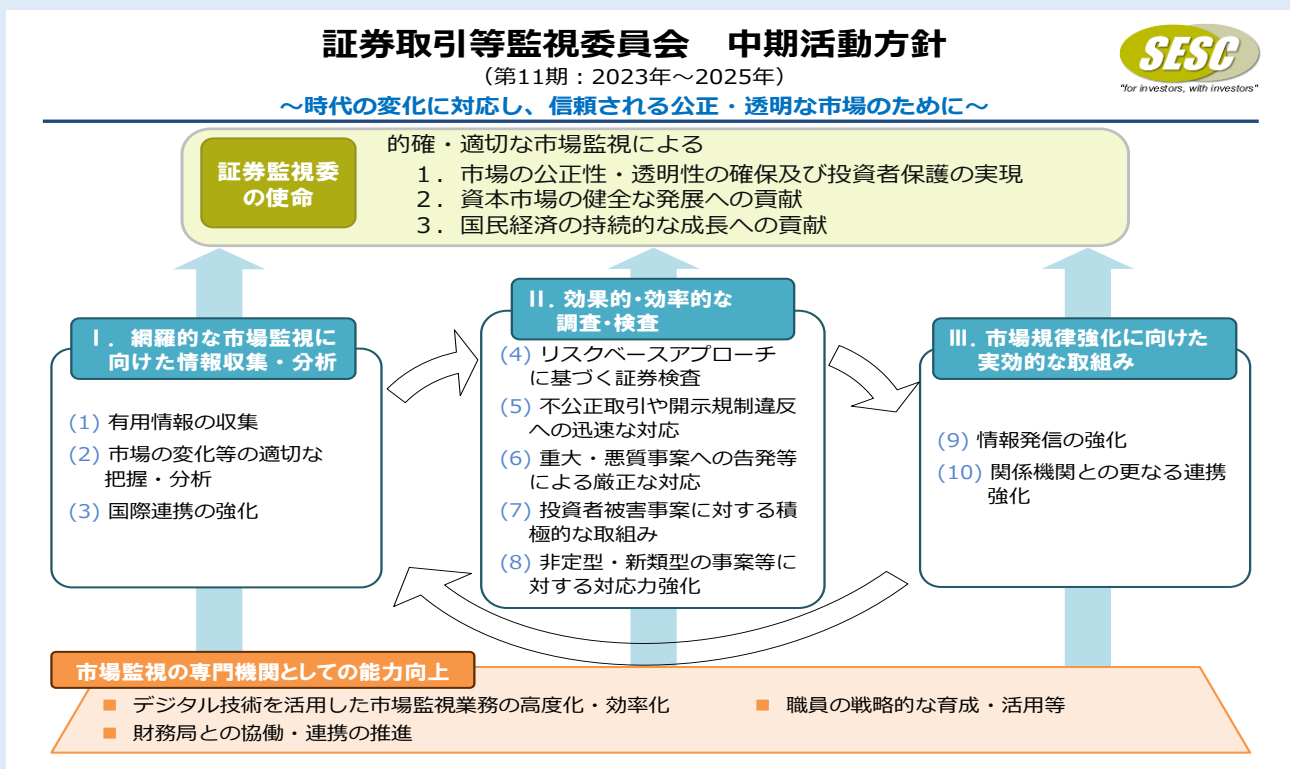 証券取引等監視委員会　中期活動方針
（第11期：2023年～2025年）
～時代の変化に対応し、信頼される公正・透明な市場のために～
SESC
"for investors, with investors"
証券監視委
の使命
的確・適切な市場監視による
１．市場の公正性・透明性の確保及び投資者保護の実現
２．資本市場の健全な発展への貢献
３．国民経済の持続的な成長への貢献
Ⅰ．網羅的な市場監視に
向けた情報収集・分析
(1) 有用情報の収集
(2) 市場の変化等の適切な
把握・分析
(3) 国際連携の強化
Ⅱ．効果的・効率的な
調査・検査
(4) リスクベースアプローチ
に基づく証券検査
(5) 不公正取引や開示規制違反
への迅速な対応
(6) 重大・悪質事案への告発等
による厳正な対応
(7) 投資者被害事案に対する積
極的な取組み
(8) 非定型・新類型の事案等に
対する対応力強化
Ⅲ．市場規律強化に向けた
実効的な取組み
(9) 情報発信の強化
(10) 関係機関との更なる連携
強化
市場監視の専門機関としての能力向上
■ デジタル技術を活用した市場監視業務の高度化・効率化
■ 職員の戦略的な育成・活用等
■ 財務局との協働・連携の推進